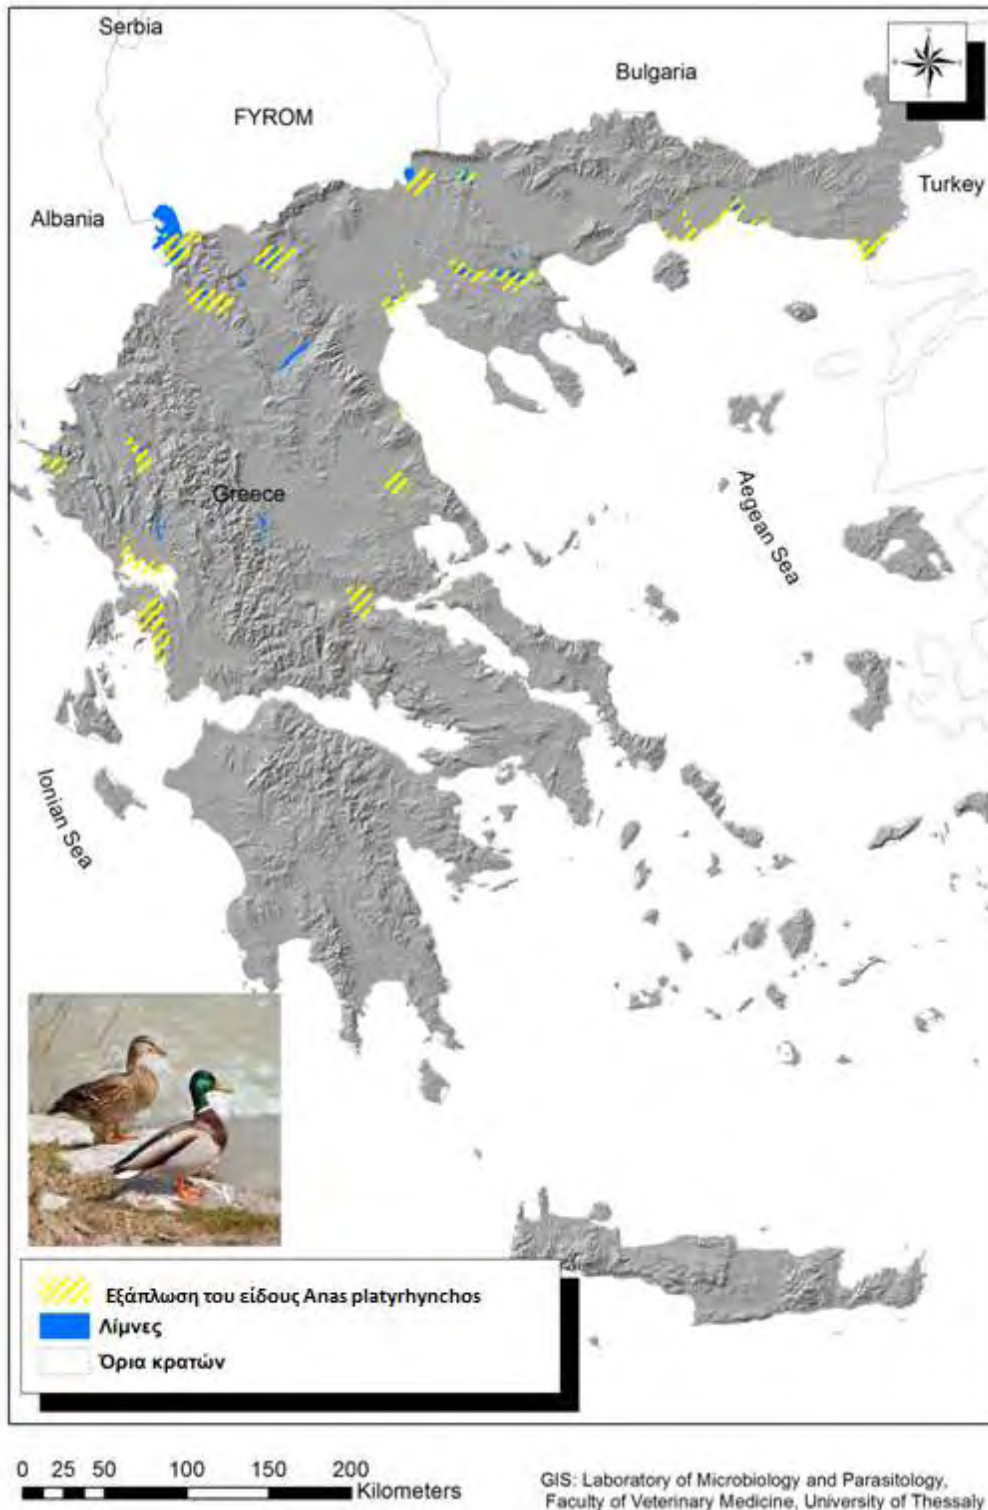 Serbia
Bulgaria
FYROM
Turkey
Albania
Greece
Aegean Sea
Ionian Sea
Εξάπλωση του είδους Anas platyrhynchos
Λίμνες
Όρια κρατών
0 25 50 100 150 200
Kilometers
GIS: Laboratory of Microbiology and Parasitology,
Faculty of Veterinary Medicine, University of Thessaly